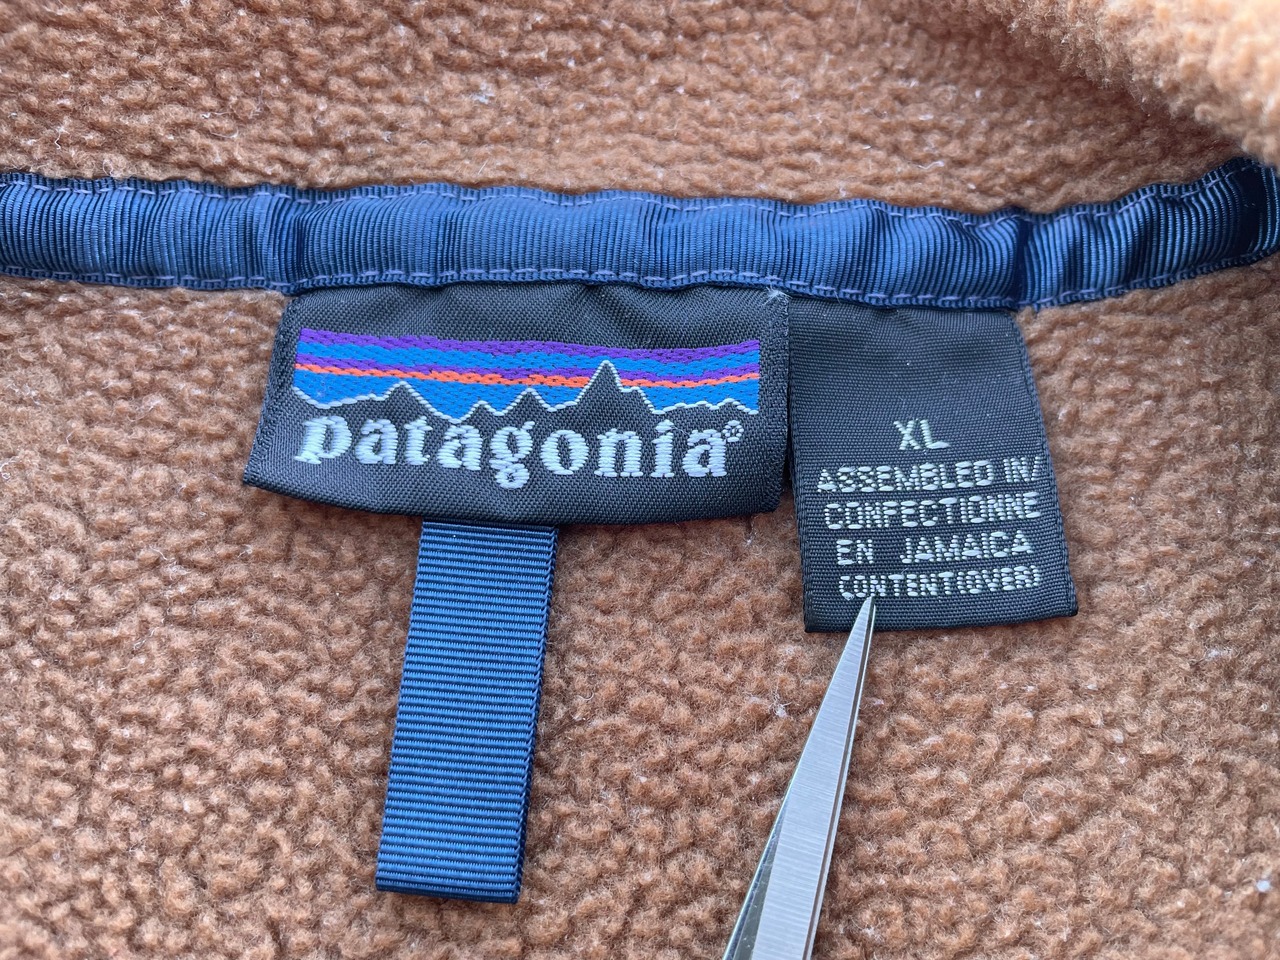 patagonia®
XL
ASSEMBLED IN/
CONFECTIONNE
EN JAMAICA
CONTENT(OVER)